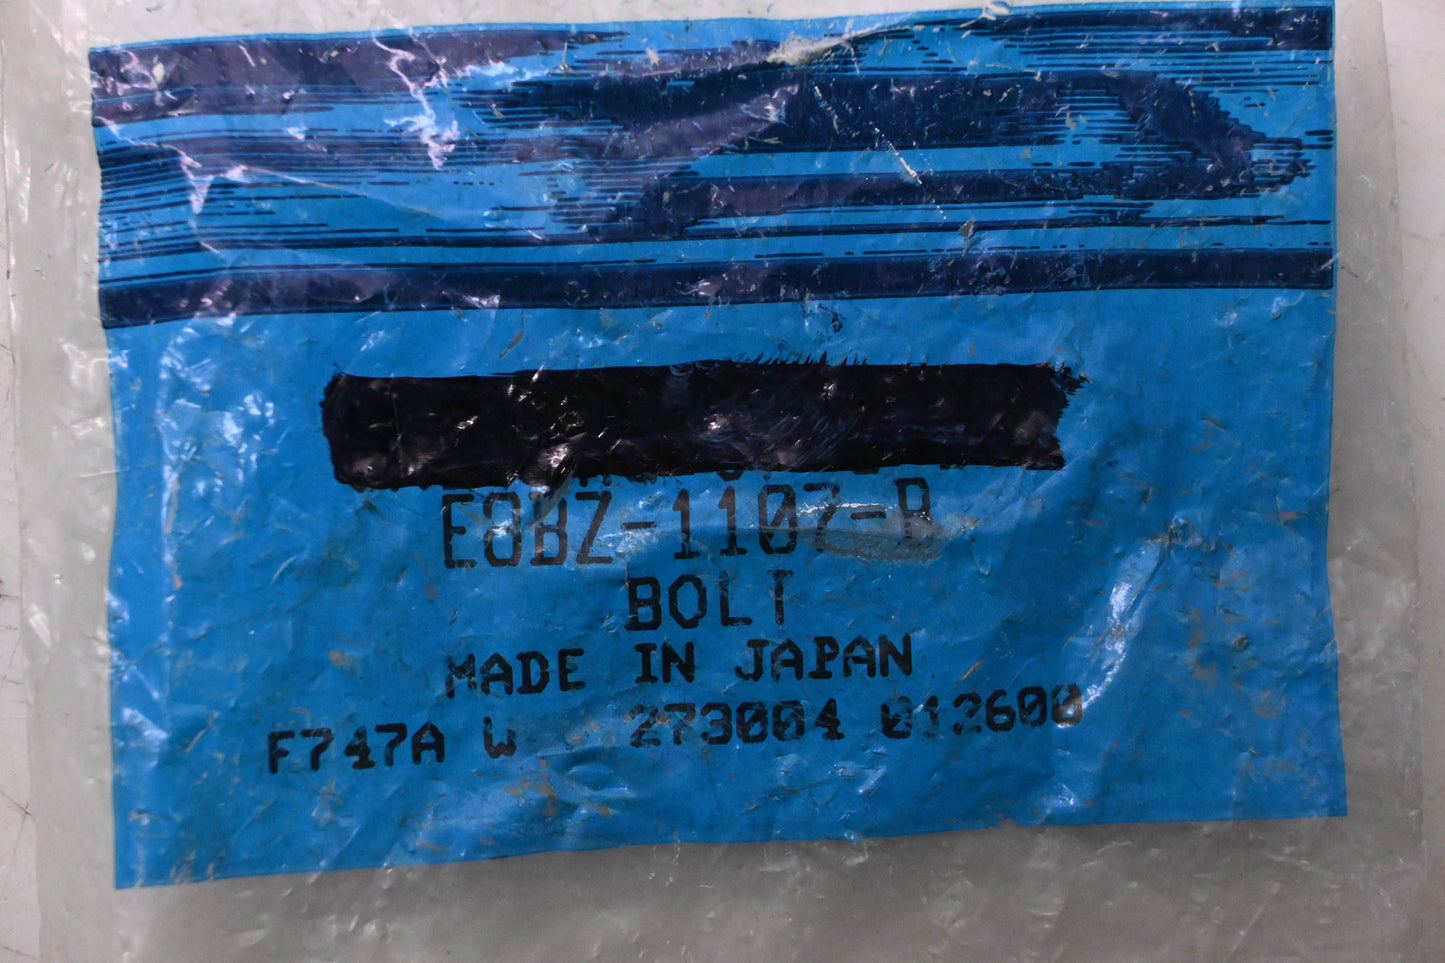 E8BZ-1107-B
BOLT
MADE IN JAPAN
F747A W 273004 012600